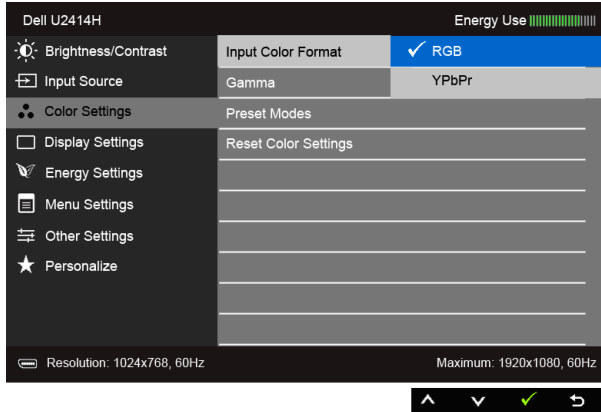 Dell U2414H
Energy Use
Brightness/Contrast
Input Color Format
RGB
Input Source
Gamma
YPbPr
Color Settings
Preset Modes
Display Settings
Reset Color Settings
Energy Settings
Menu Settings
Other Settings
Personalize
Resolution: 1024x768, 60Hz
Maximum: 1920x1080, 60Hz